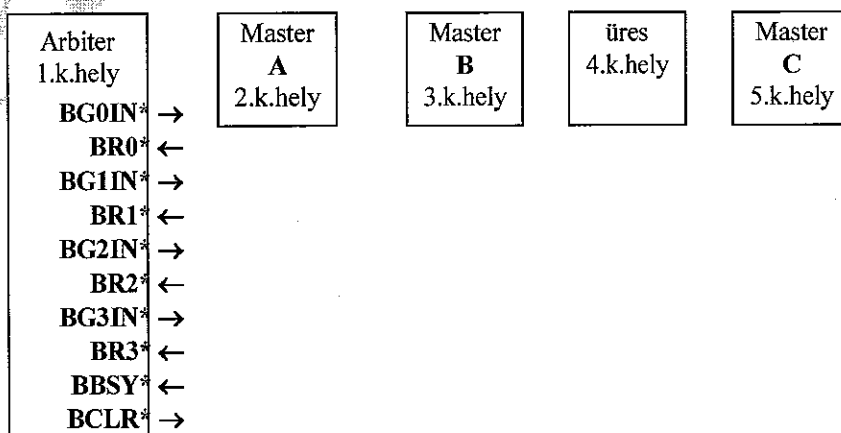 Arbiter
1.k.hely
BG0IN* →
BR0* ←
BG1IN* →
BR1* ←
BG2IN* →
BR2* ←
BG3IN* →
BR3* ←
BBSY* ←
BCLR* →
Master
A
2.k.hely
Master
B
3.k.hely
üres
4.k.hely
Master
C
5.k.hely